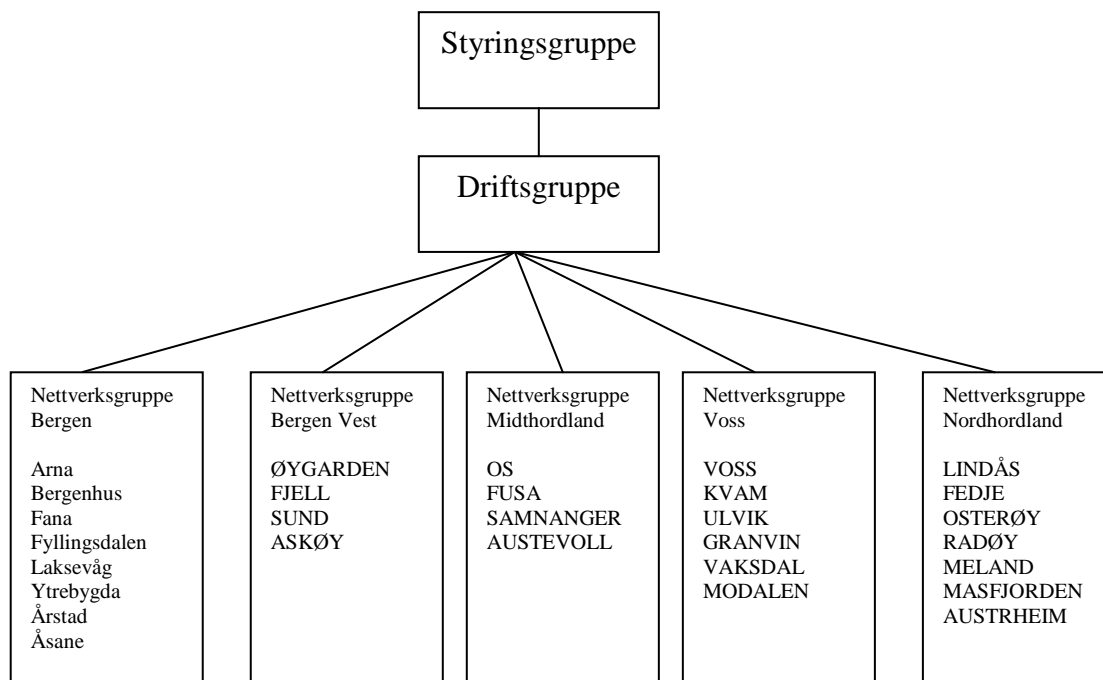 Styringsgruppe
Driftsgruppe
Nettverksgruppe
Bergen
Arna
Bergenhus
Fana
Fyllingsdalen
Laksevåg
Ytrebygda
Årstad
Åsane
Nettverksgruppe
Bergen Vest
ØYGARDEN
FJELL
SUND
ASKØY
Nettverksgruppe
Midthordland
OS
FUSA
SAMNANGER
AUSTEVOLL
Nettverksgruppe
Voss
VOSS
KVAM
ULVIK
GRANVIN
VAKSDAL
MODALEN
Nettverksgruppe
Nordhordland
LINDÅS
FEDJE
OSTERØY
RADØY
MELAND
MASFJORDEN
AUSTRHEIM